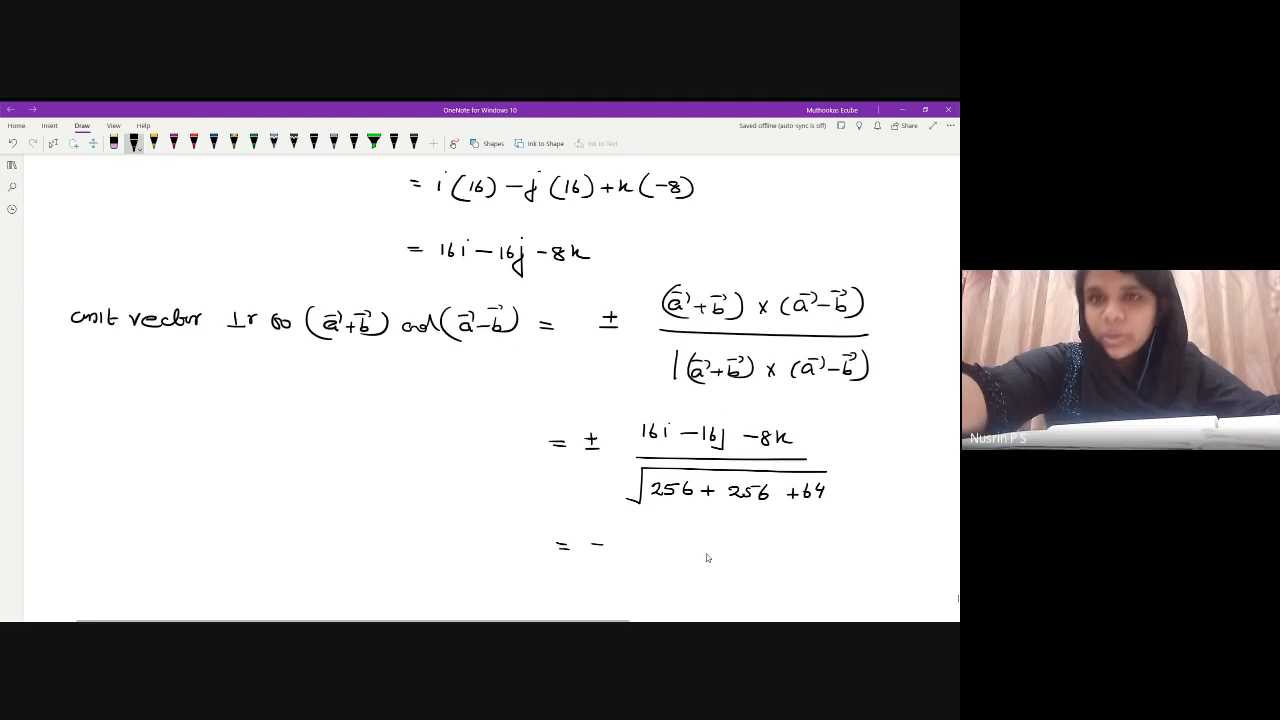 OneNote for Windows 10
Muthookas Ecube
Home Insert Draw View Help
Saved offline (auto-sync is off) Share
Shapes Ink to Shape Ink to Text
= i(16) - j(16) + k(-8)
= 16i - 16j - 8k
unit vector ⊥r to (a⃗+b⃗) and (a⃗-b⃗) = ± (a⃗+b⃗) × (a⃗-b⃗)
|(a⃗+b⃗) × (a⃗-b⃗)
= ± 16i - 16j - 8k
√256 + 256 + 64
= -
Nusrin P S